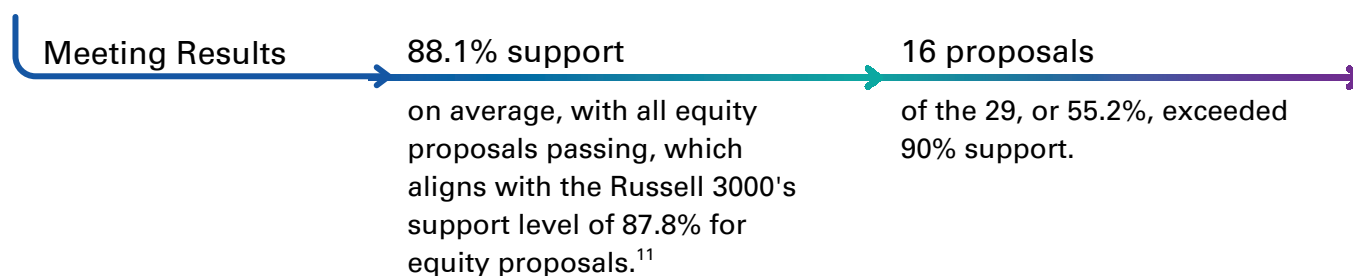 Meeting Results
88.1% support
on average, with all equity
proposals passing, which
aligns with the Russell 3000's
support level of 87.8% for
equity proposals.11
16 proposals
of the 29, or 55.2%, exceeded
90% support.